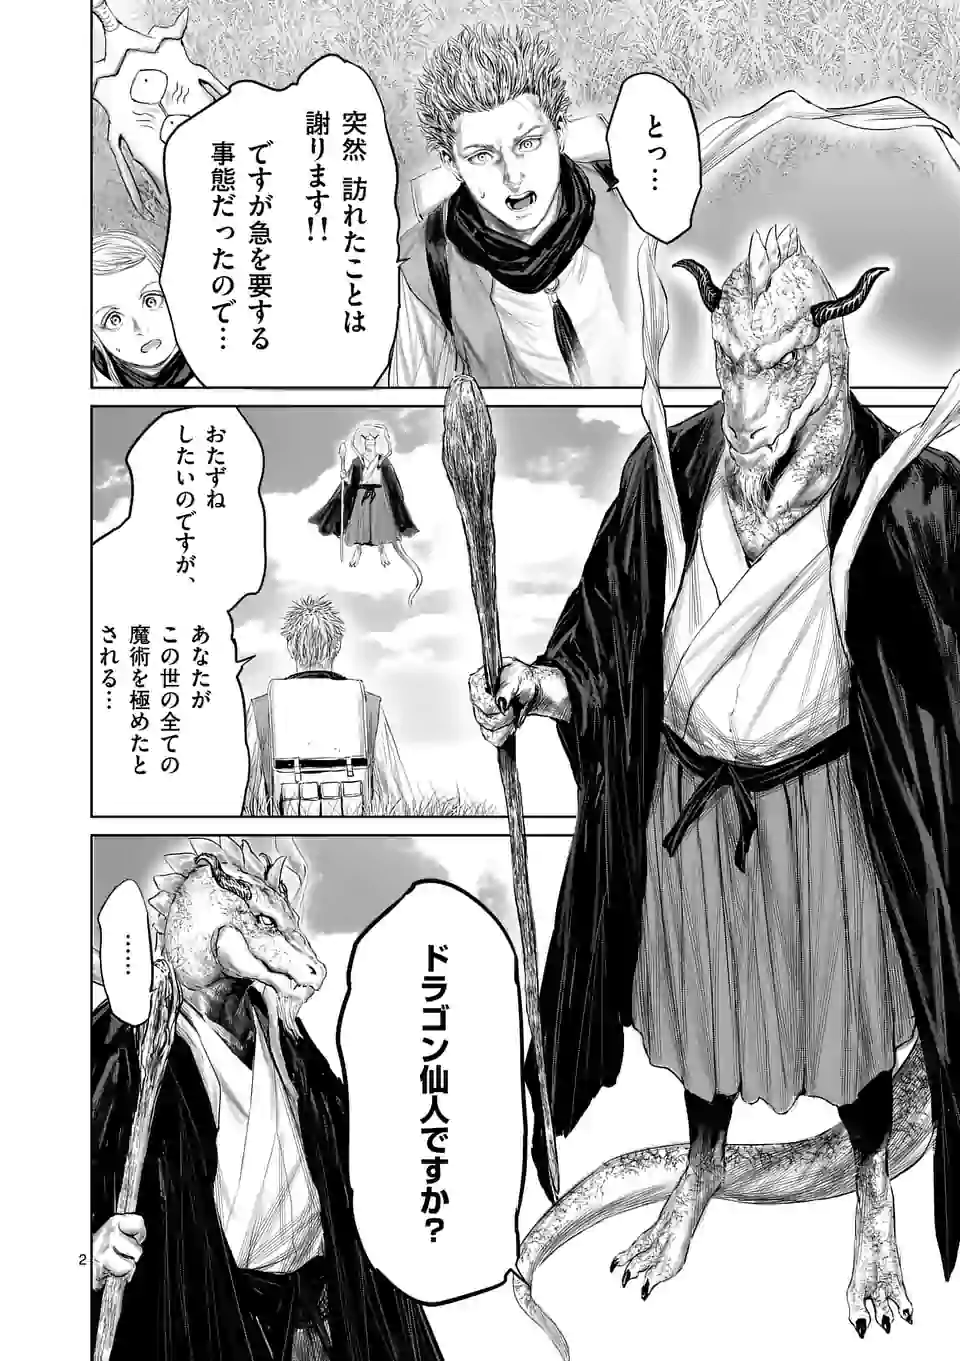 とっ…
突然 訪れたことは
謝ります!!
ですが急を要する
事態だったので…
おたずね
したいのですが、
あなたが
この世の全ての
魔術を極めたと
される…
ドラゴン仙人ですか？
……
2